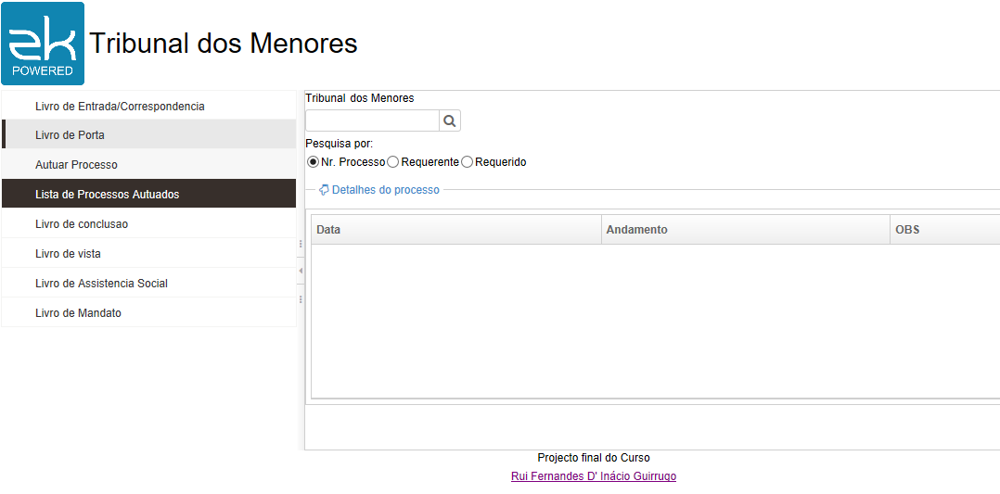 zk
POWERED
Tribunal dos Menores
Livro de Entrada/Correspondencia
Livro de Porta
Autuar Processo
Lista de Processos Autuados
Livro de conclusao
Livro de vista
Livro de Assistencia Social
Livro de Mandato
Tribunal dos Menores
Pesquisa por:
Nr. Processo Requerente Requerido
Detalhes do processo
Data Andamento OBS
Projecto final do Curso
Rui Fernandes D' Inácio Guirrugo